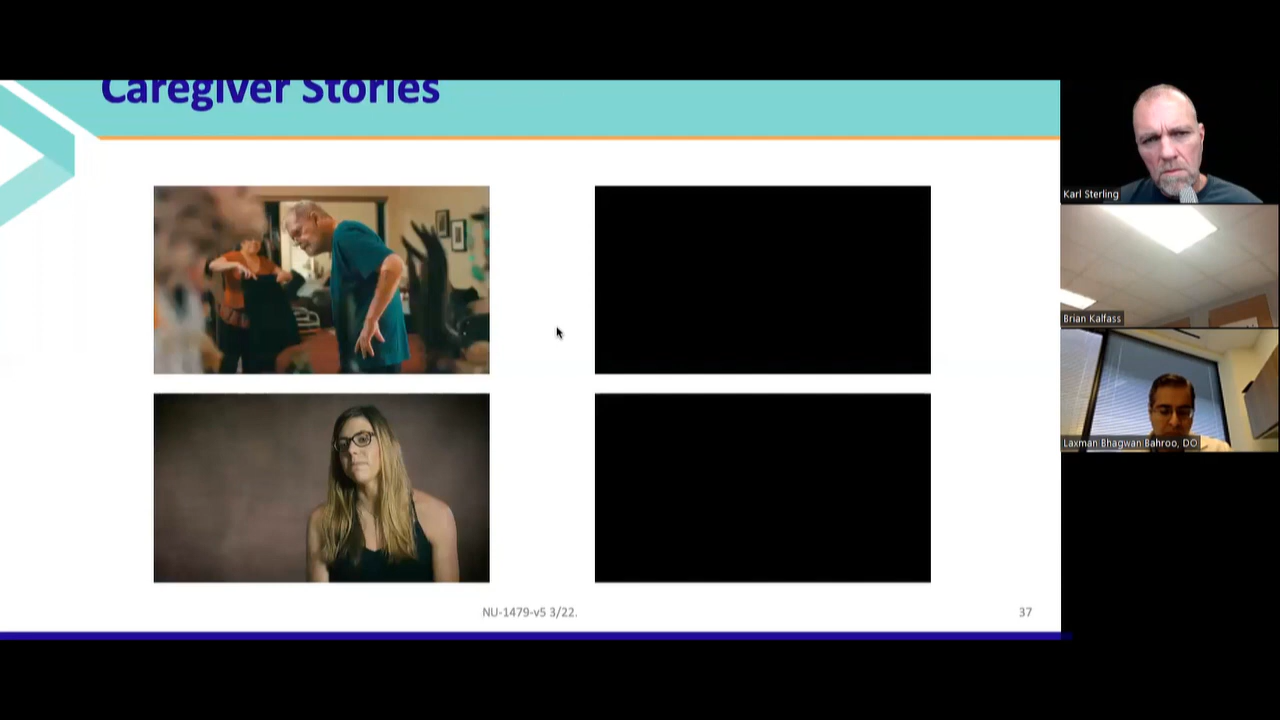 Caregiver Stories
Karl Sterling
Brian Kalfass
Laxman Bhagwan Bahroo, DO
NU-1479-v5 3/22.
37